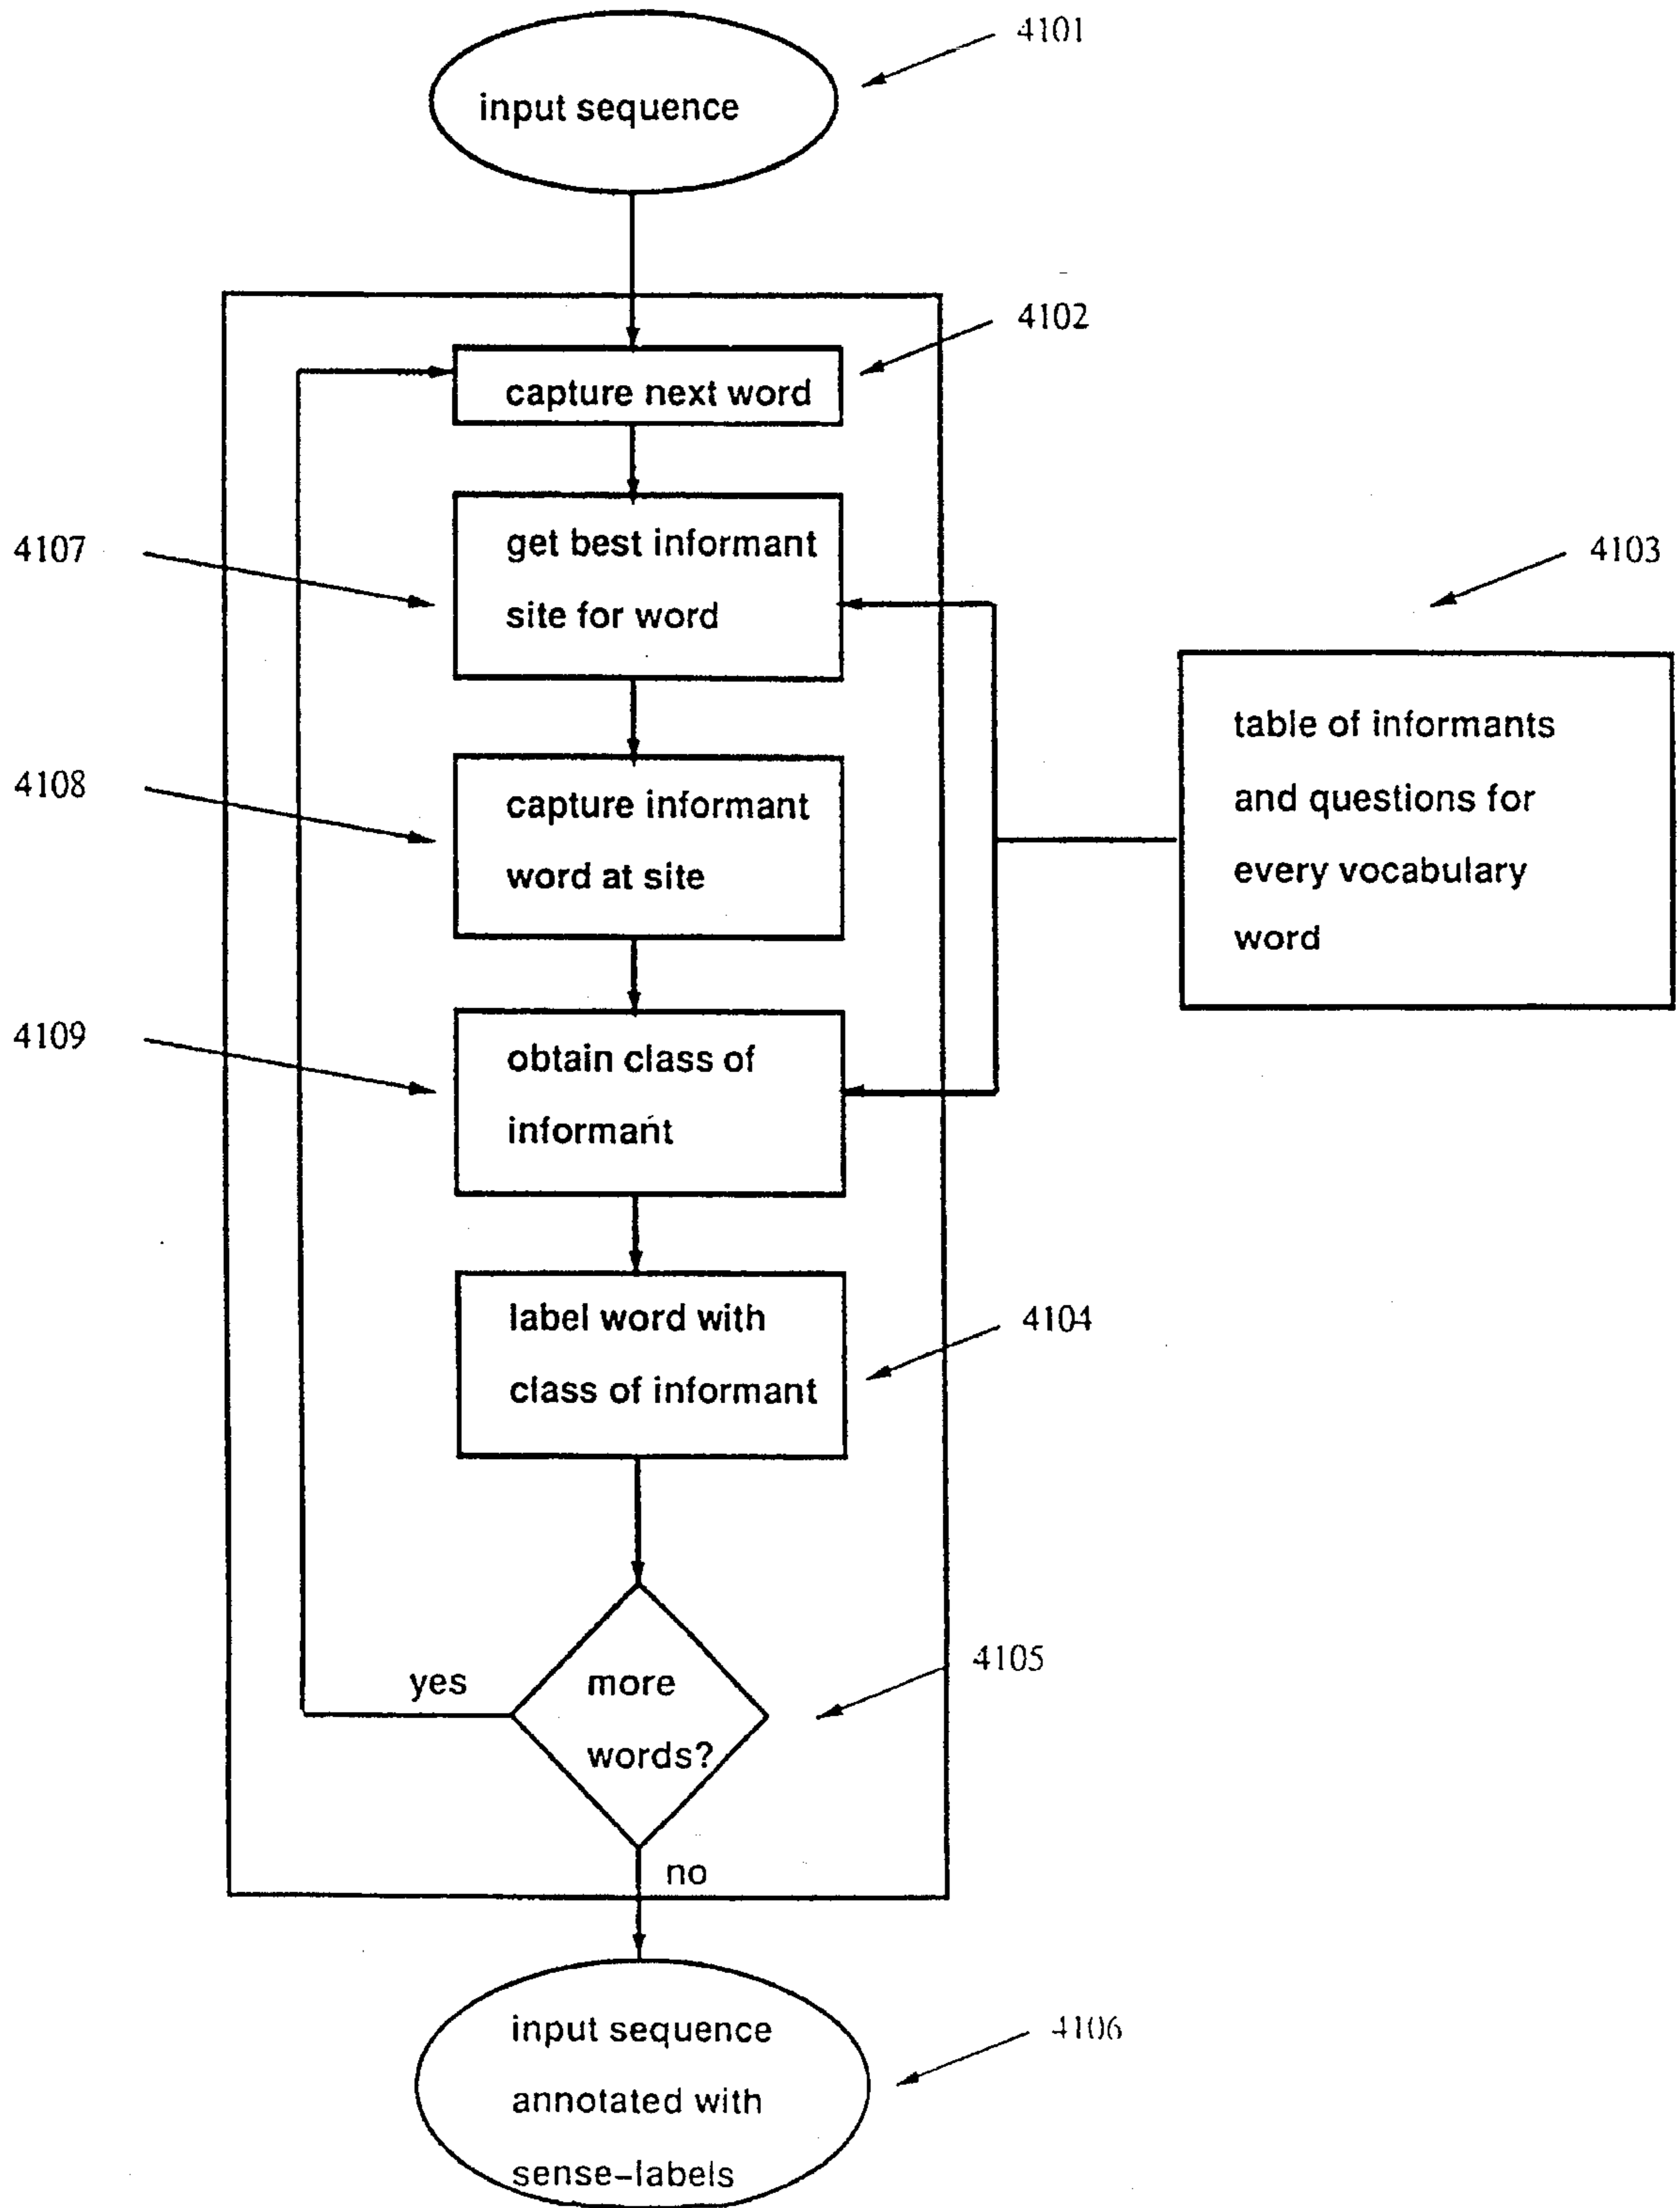 4101
input sequence
4102
capture next word
4107
get best informant
site for word
4103
table of informants
and questions for
every vocabulary
word
4108
capture informant
word at site
4109
obtain class of
informant
4104
label word with
class of informant
4105
yes
more
words?
no
4106
input sequence
annotated with
sense-labels